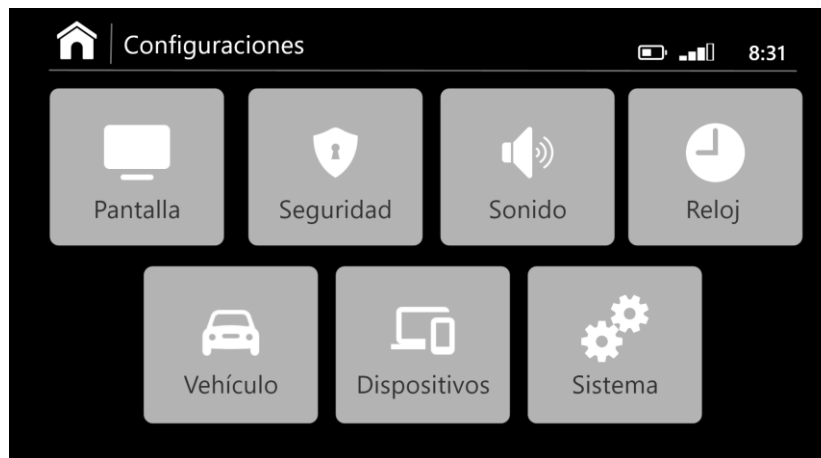 Configuraciones
8:31
Pantalla
Seguridad
Sonido
Reloj
Vehículo
Dispositivos
Sistema